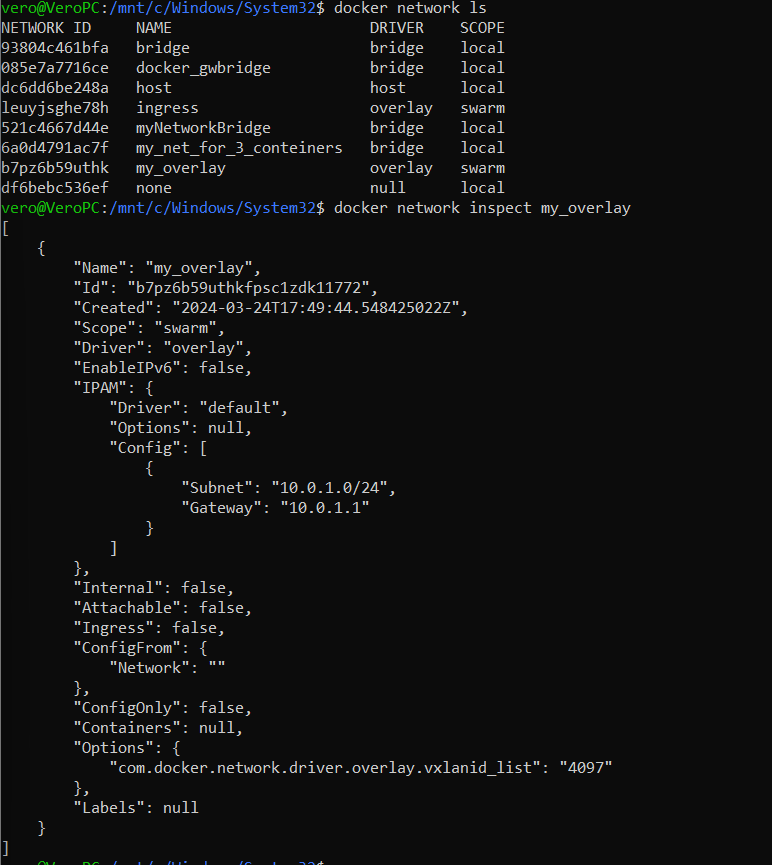 vero@VeroPC:/mnt/c/Windows/System32$ docker network ls
NETWORK ID     NAME                      DRIVER    SCOPE
93804c461bfa   bridge                    bridge    local
085e7a7716ce   docker_gwbridge           bridge    local
dc6dd6be248a   host                      host      local
leuyjsghe78h   ingress                   overlay   swarm
521c4667d44e   myNetworkBridge           bridge    local
6a0d4791ac7f   my_net_for_3_conteiners   bridge    local
b7pz6b59uthk   my_overlay                overlay   swarm
df6bebc536ef   none                      null      local
vero@VeroPC:/mnt/c/Windows/System32$ docker network inspect my_overlay
[
    {
        "Name": "my_overlay",
        "Id": "b7pz6b59uthkfpsc1zdk11772",
        "Created": "2024-03-24T17:49:44.548425022Z",
        "Scope": "swarm",
        "Driver": "overlay",
        "EnableIPv6": false,
        "IPAM": {
            "Driver": "default",
            "Options": null,
            "Config": [
                {
                    "Subnet": "10.0.1.0/24",
                    "Gateway": "10.0.1.1"
                }
            ]
        },
        "Internal": false,
        "Attachable": false,
        "Ingress": false,
        "ConfigFrom": {
            "Network": ""
        },
        "ConfigOnly": false,
        "Containers": null,
        "Options": {
            "com.docker.network.driver.overlay.vxlanid_list": "4097"
        },
        "Labels": null
    }
]